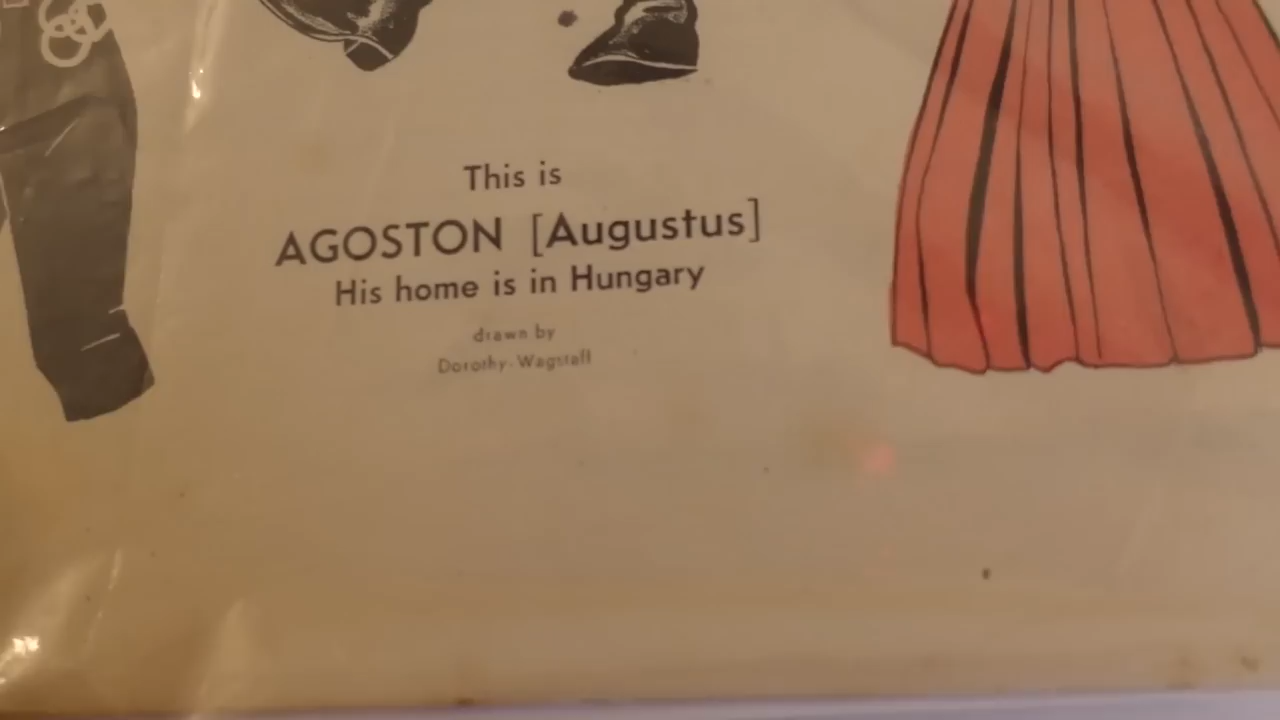 This is
AGOSTON [Augustus]
His home is in Hungary
drawn by
Dorothy Wagstaff